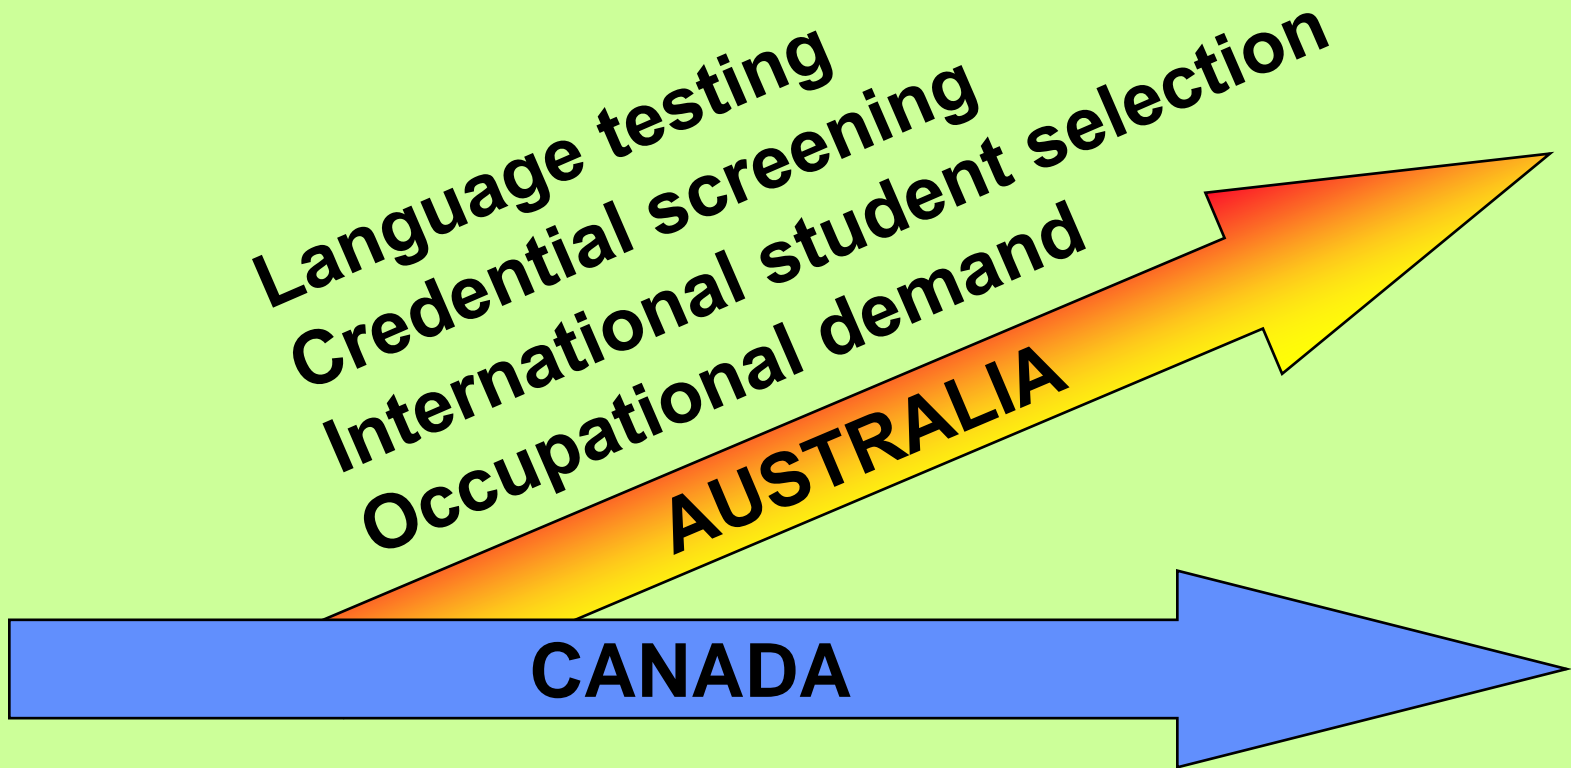 Language testing
Credential screening
International student selection
Occupational demand
AUSTRALIA
CANADA